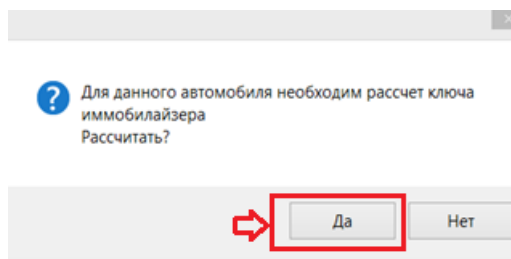 Для данного автомобиля необходим рассчет ключа
иммобилайзера
Рассчитать?
Да
Нет